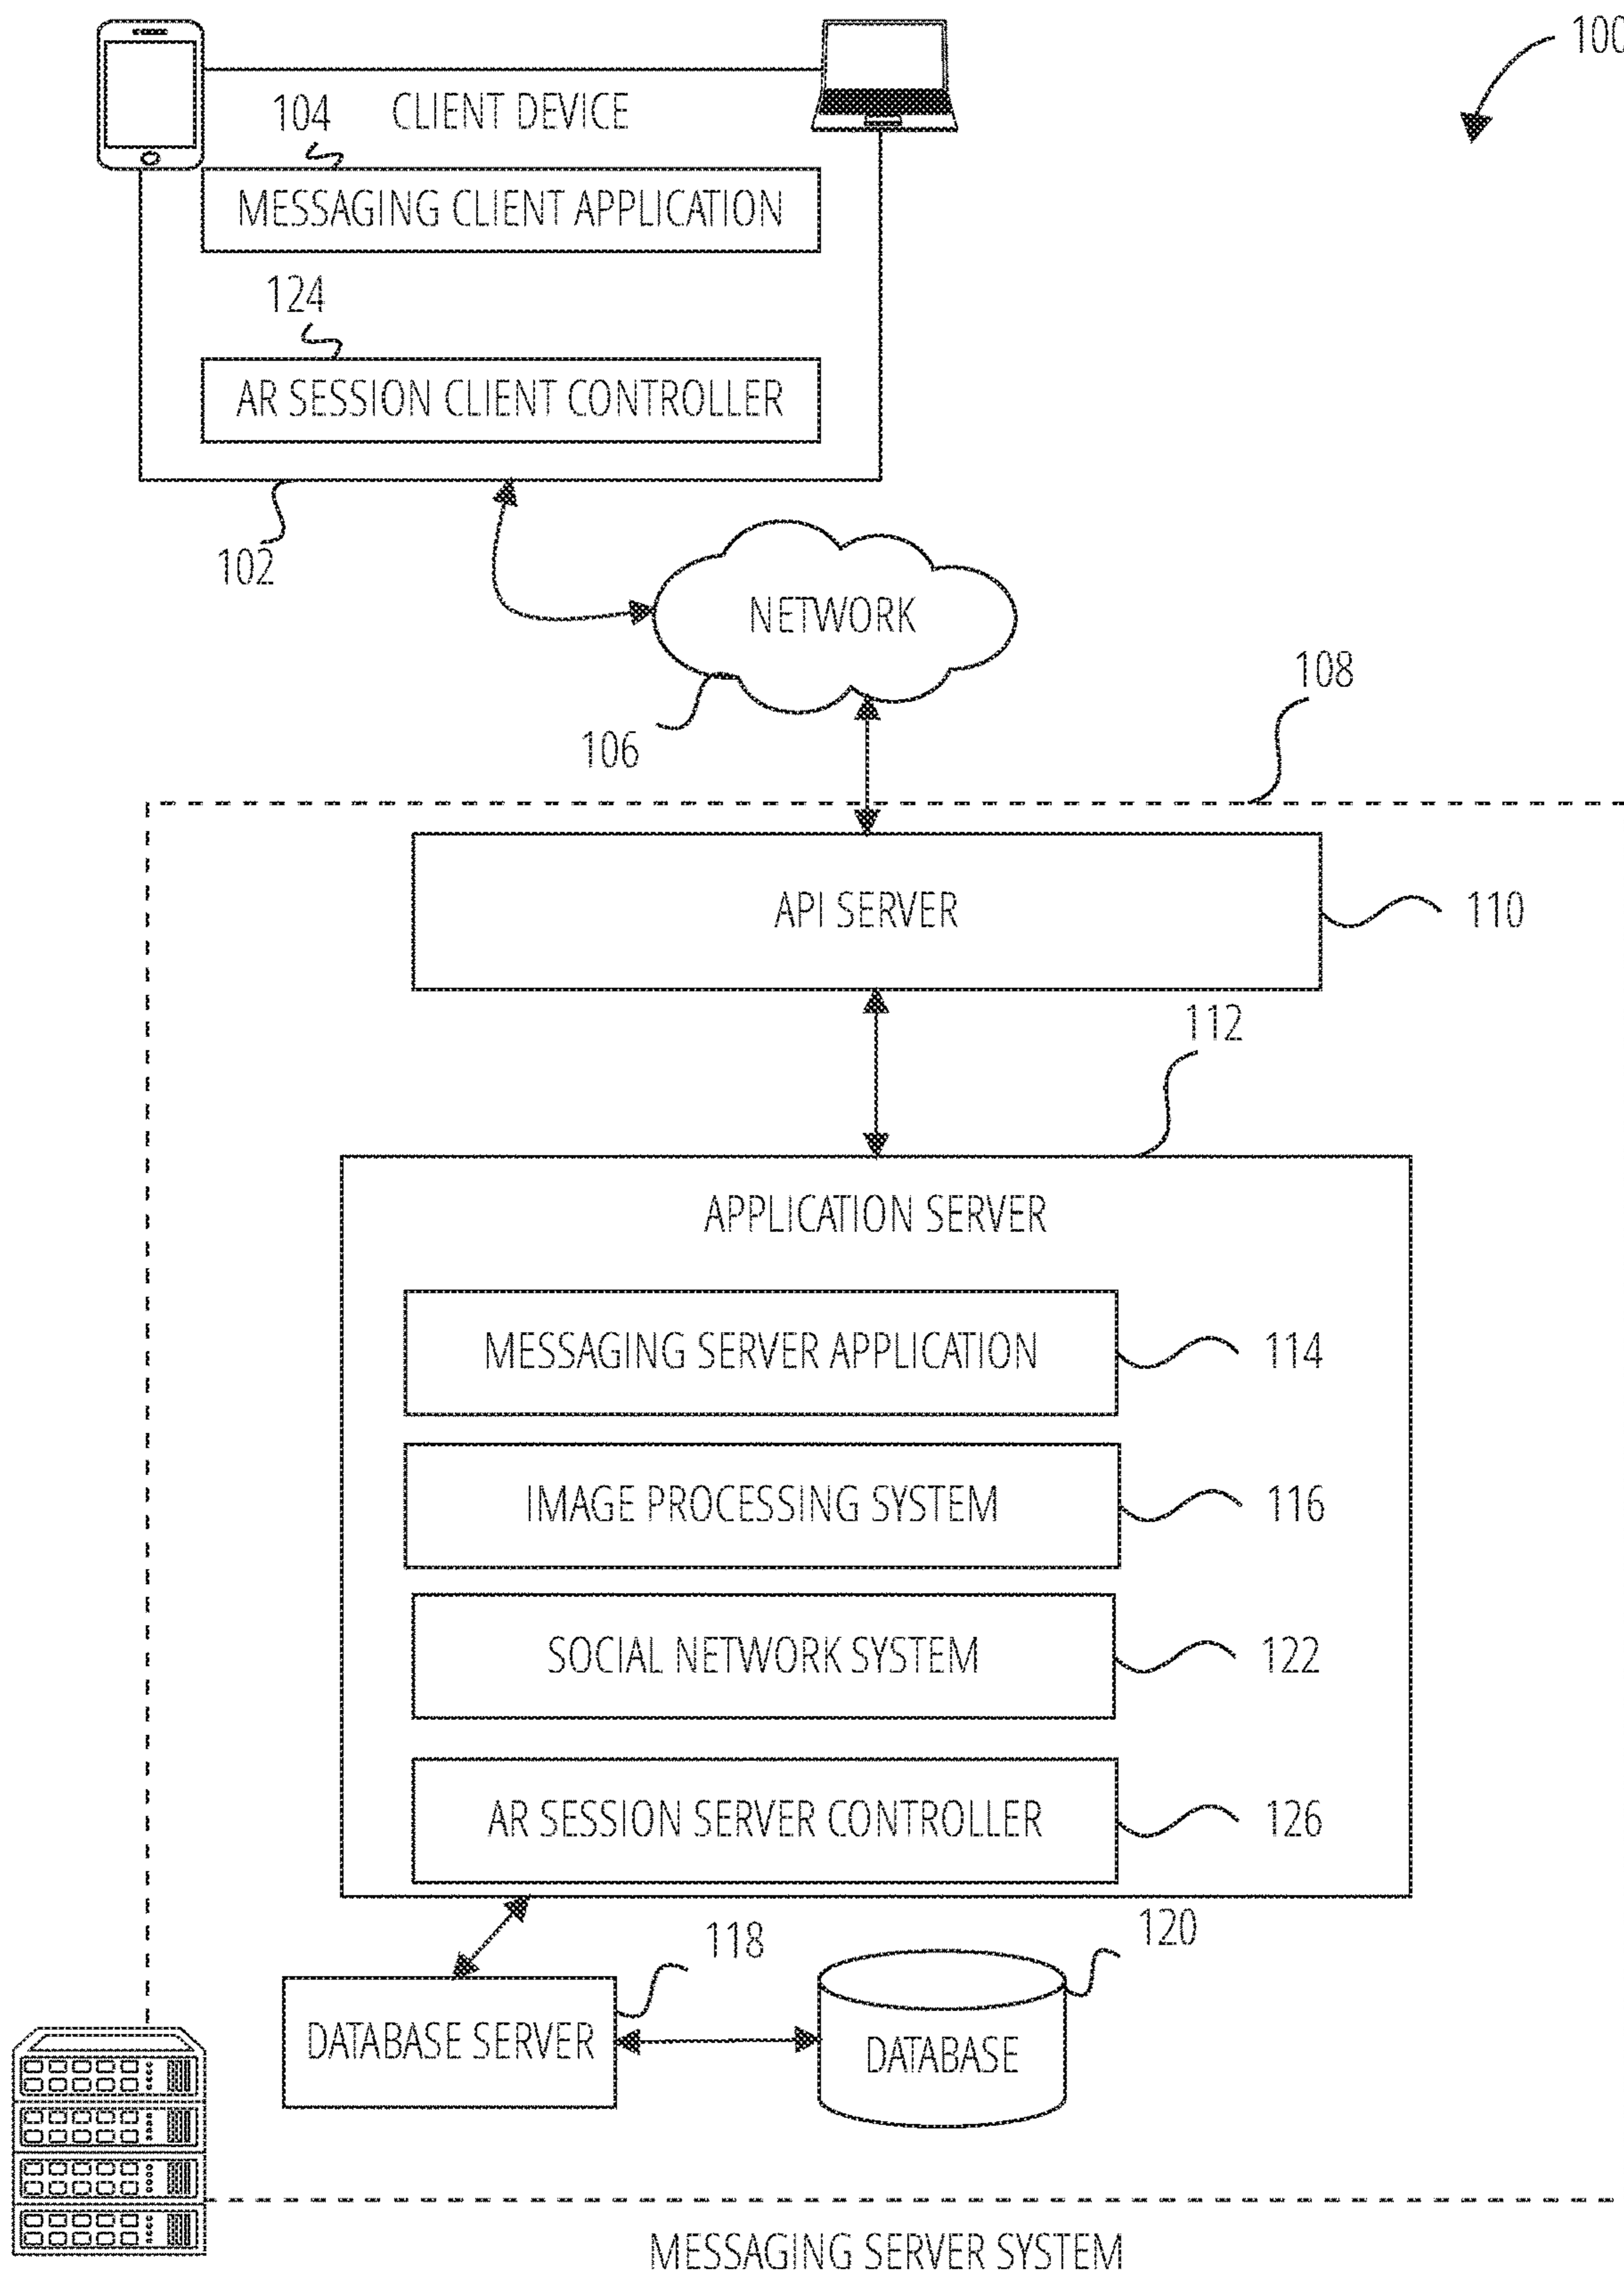 100
104
CLIENT DEVICE
MESSAGING CLIENT APPLICATION
124
AR SESSION CLIENT CONTROLLER
102
NETWORK
106
108
API SERVER
110
112
APPLICATION SERVER
MESSAGING SERVER APPLICATION
114
IMAGE PROCESSING SYSTEM
116
SOCIAL NETWORK SYSTEM
122
AR SESSION SERVER CONTROLLER
126
118
120
DATABASE SERVER
DATABASE
MESSAGING SERVER SYSTEM